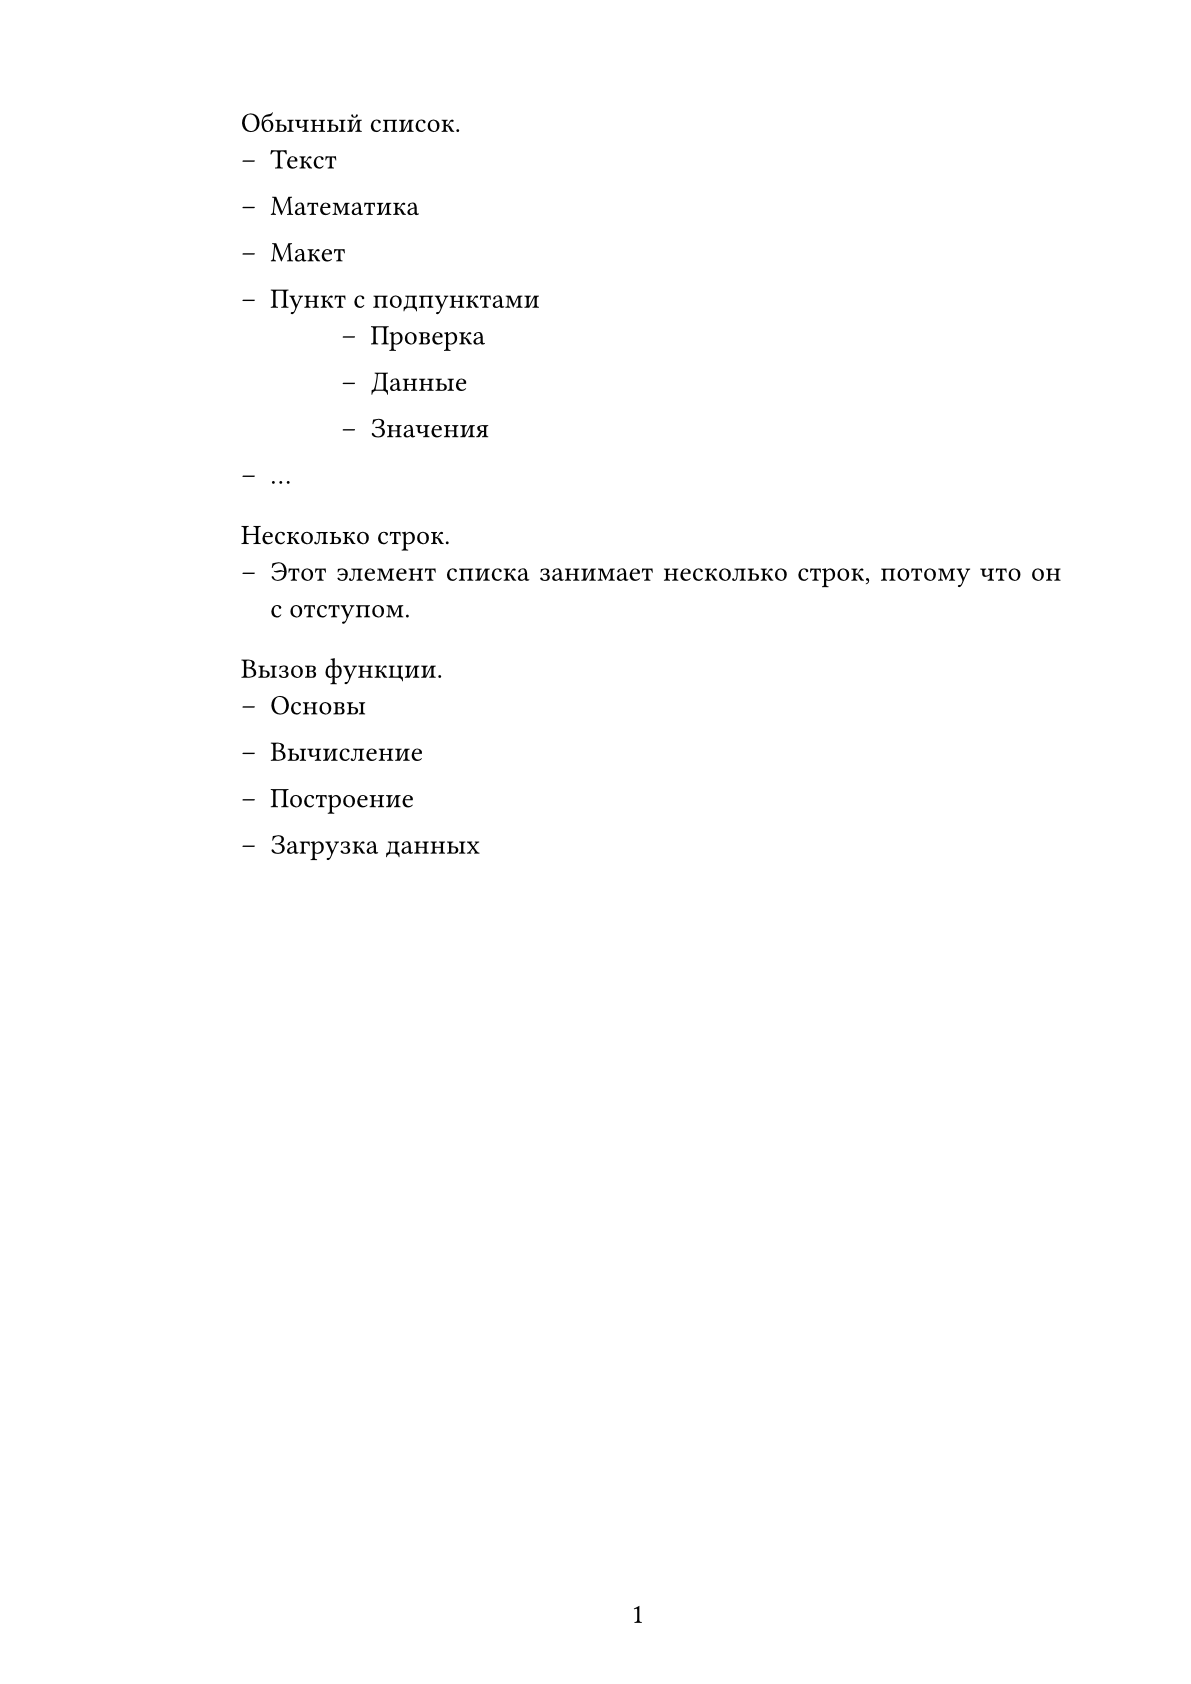 Обычный список.
– Текст
– Математика
– Макет
– Пункт с подпунктами
– Проверка
– Данные
– Значения
– …
Несколько строк.
– Этот элемент списка занимает несколько строк, потому что он
с отступом.
Вызов функции.
– Основы
– Вычисление
– Построение
– Загрузка данных
1